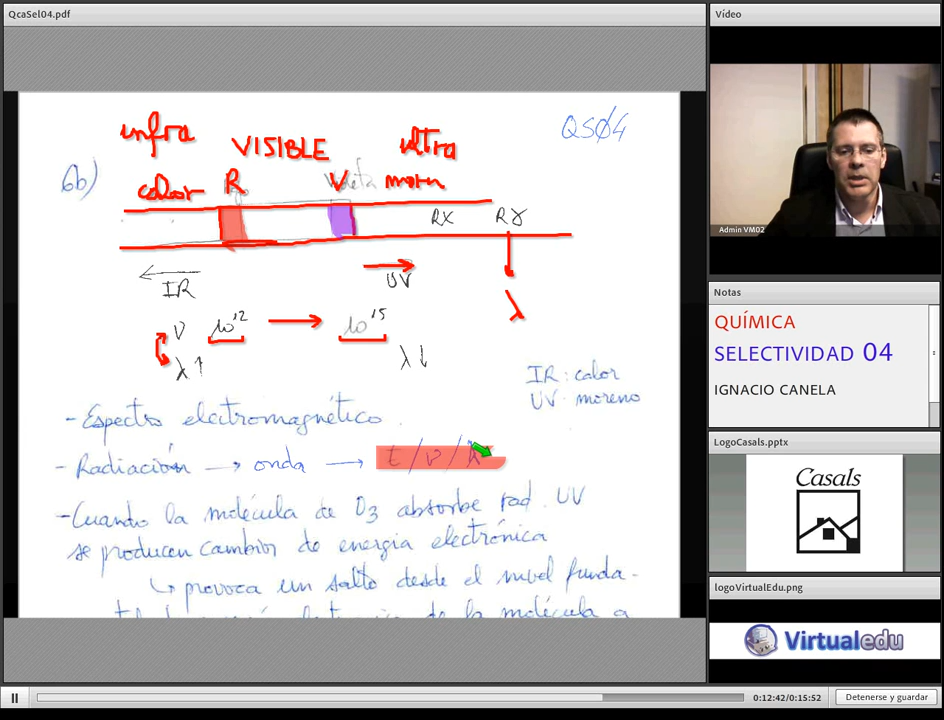 QcaSel04.pdf
infra
VISIBLE
ultra
QS04
6b)
calor R V violeta moreno
RX Rγ
← IR
→ UV
λ
ν 10¹² → 10¹⁵
λ↑ λ↓
IR: calor
UV: moreno
- Espectro electromagnético.
- Radiación → onda → E/ν/λ
- Cuando la molécula de O3 absorbe rad. UV
se producen cambios de energía electrónica
↳ provoca un salto desde el nivel funda-
de la molécula a
Vídeo
Admin VM02
Notas
QUÍMICA
SELECTIVIDAD 04
IGNACIO CANELA
LogoCasals.pptx
Casals
logoVirtualEdu.png
Virtualedu
0:12:42/0:15:52
Detenerse y guardar